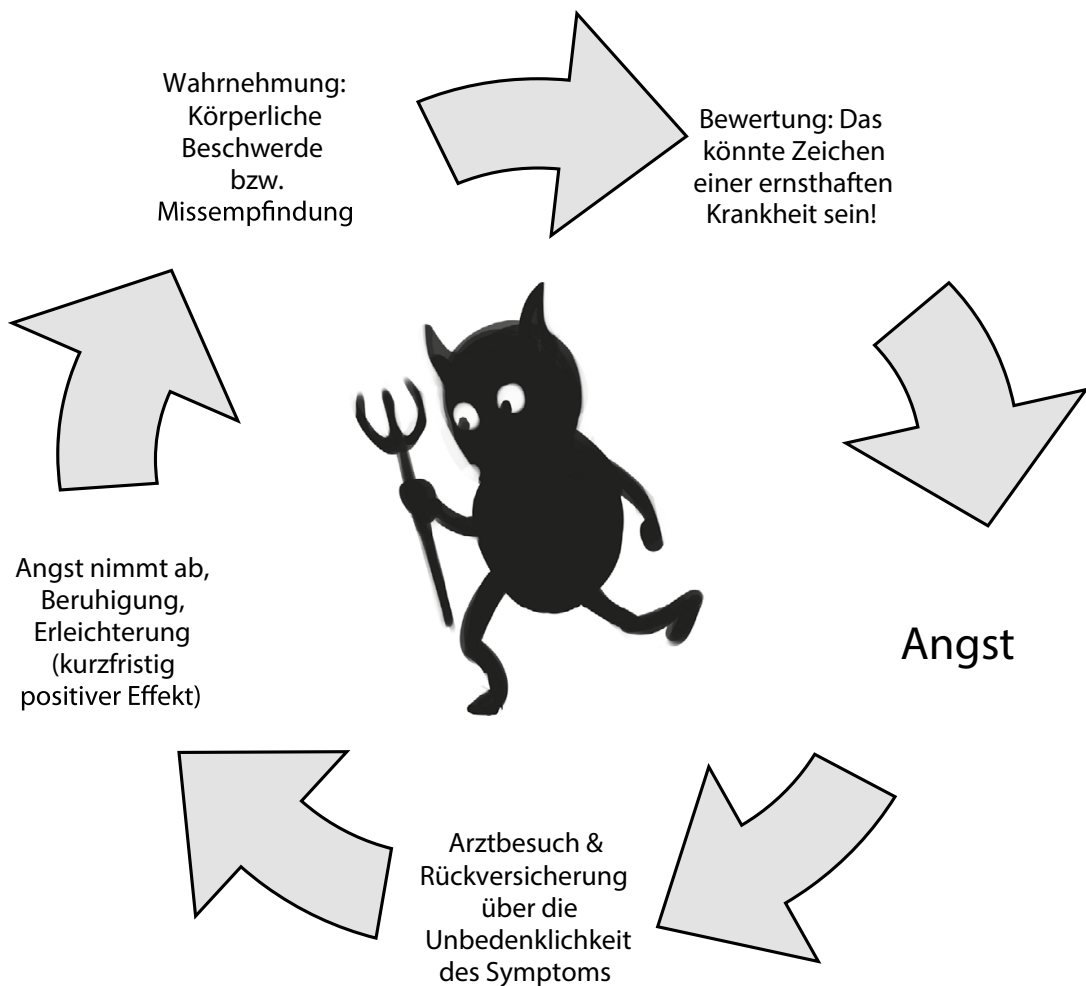 Wahrnehmung:
Körperliche
Beschwerde
bzw.
Missempfindung
Bewertung: Das
könnte Zeichen
einer ernsthaften
Krankheit sein!
Angst
Arztbesuch &
Rückversicherung
über die
Unbedenklichkeit
des Symptoms
Angst nimmt ab,
Beruhigung,
Erleichterung
(kurzfristig
positiver Effekt)